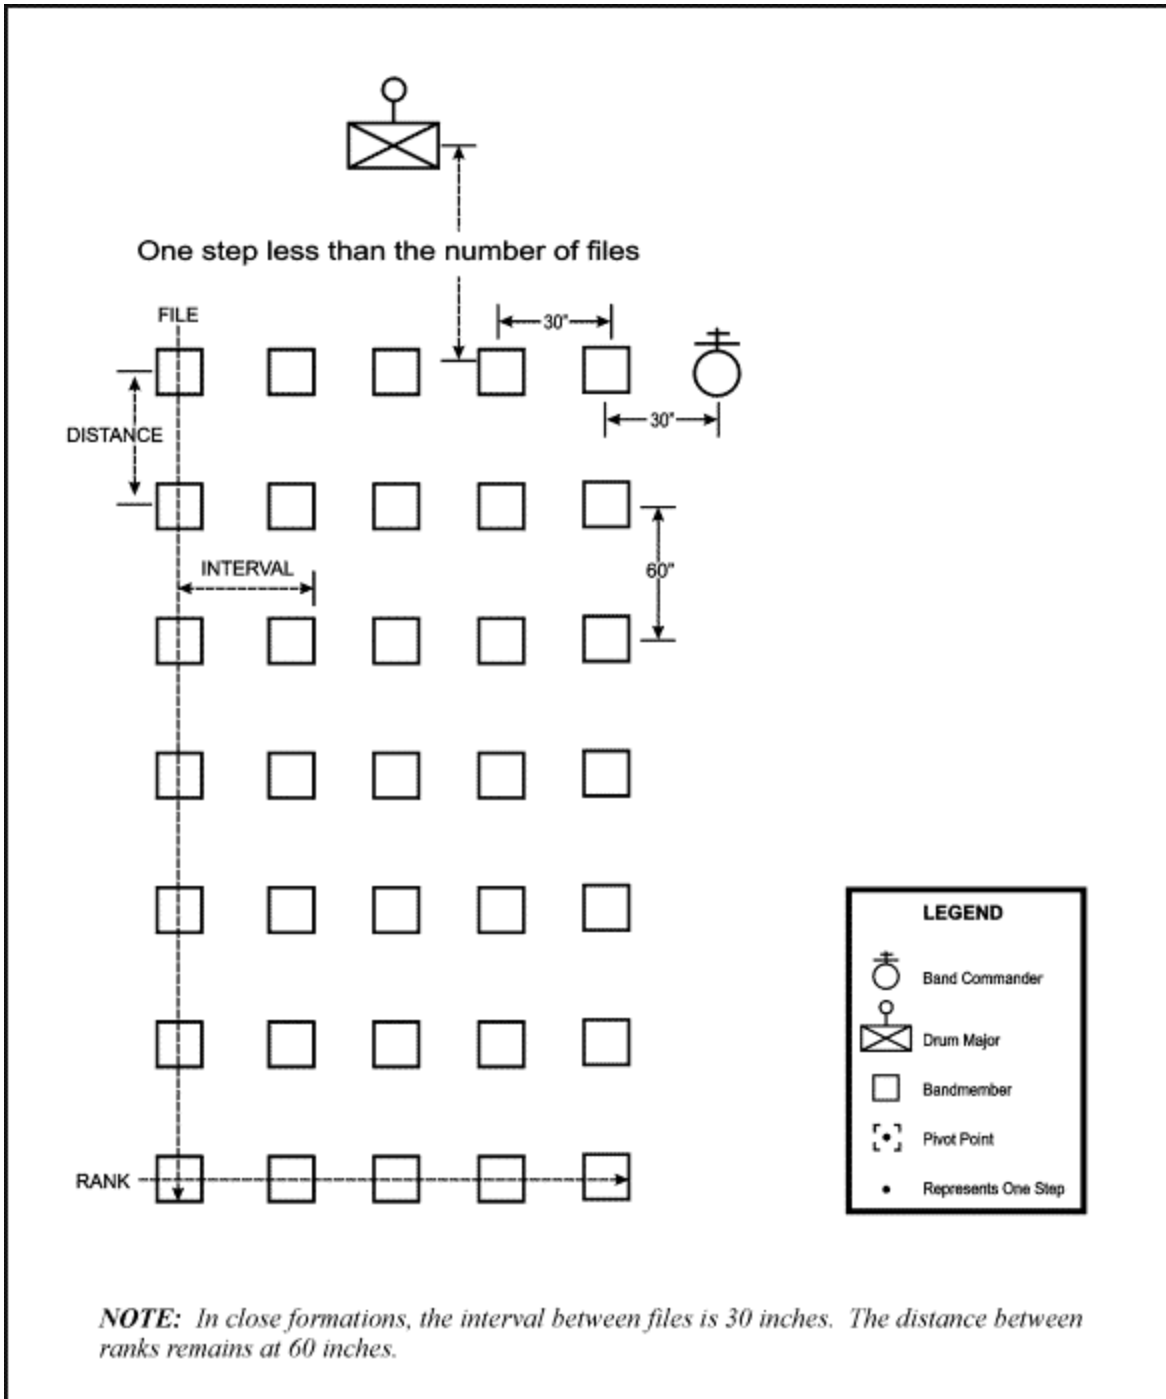 One step less than the number of files
FILE
30"
30"
DISTANCE
INTERVAL
60"
RANK
LEGEND
Band Commander
Drum Major
Bandmember
Pivot Point
Represents One Step
NOTE: In close formations, the interval between files is 30 inches. The distance between
ranks remains at 60 inches.